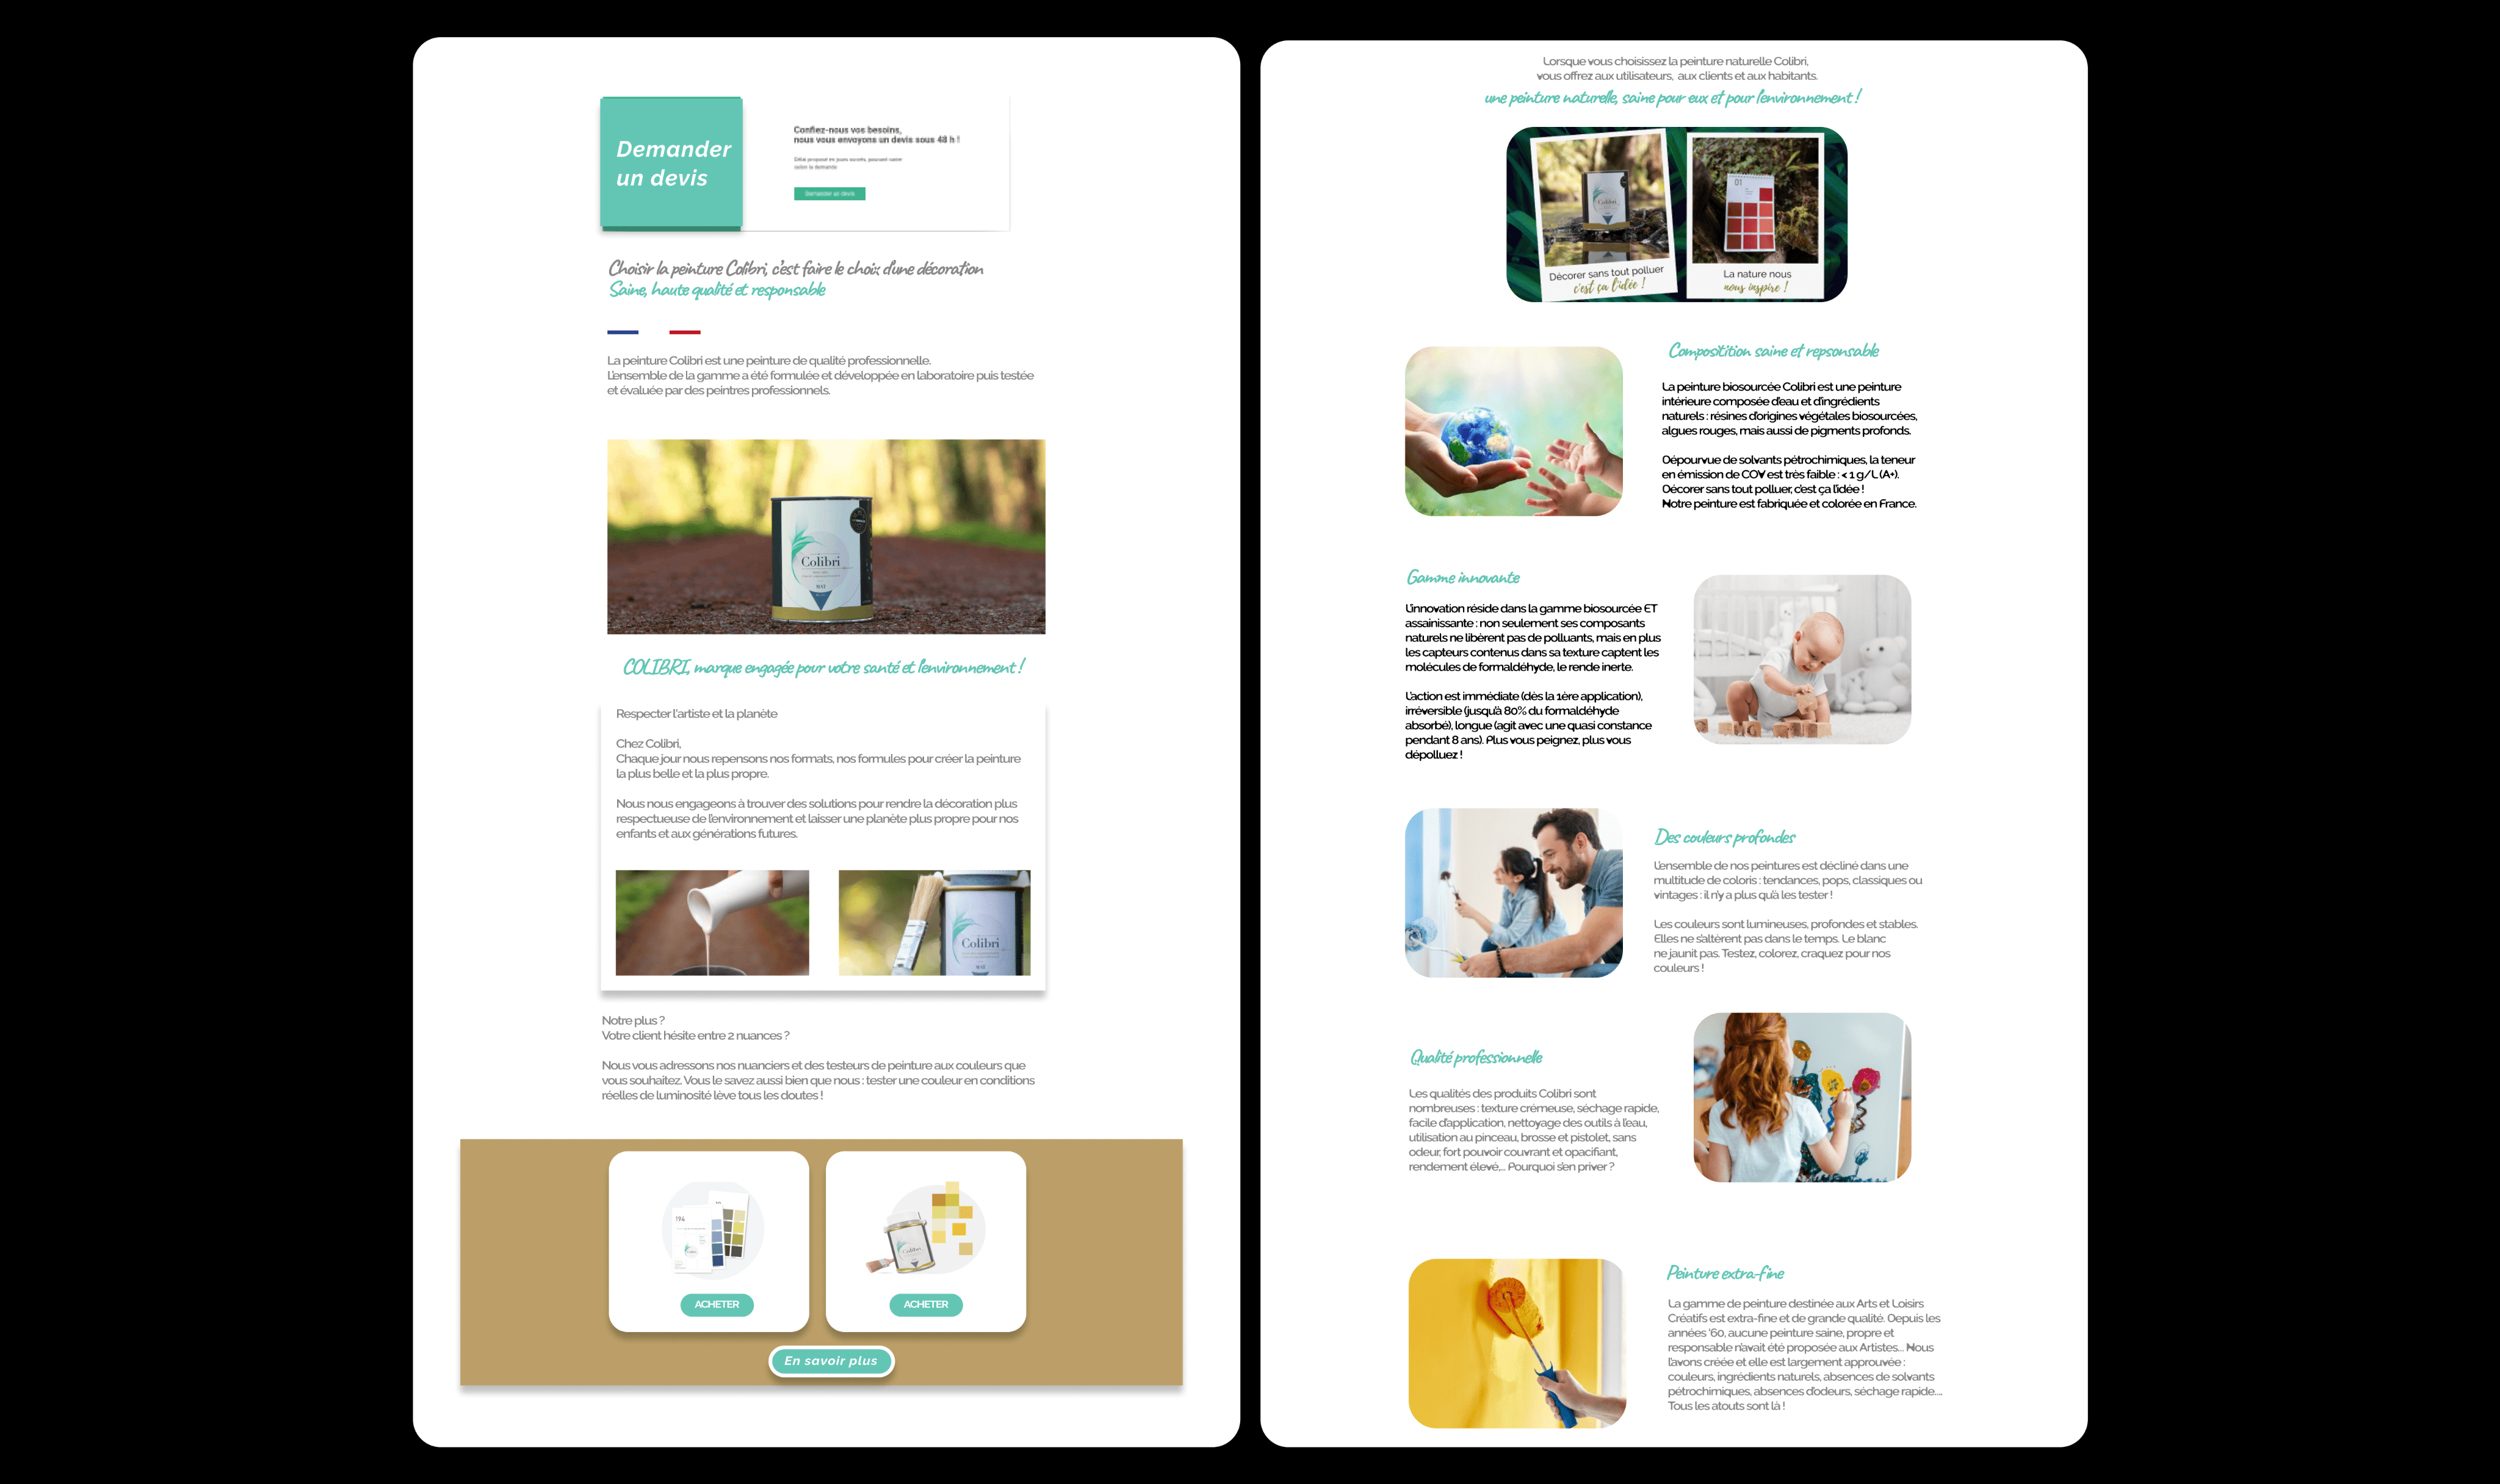 Demander
un devis
Confiez-nous vos besoins,
nous vous envoyons un devis sous 48 h !
Délai proposé en jours ouvrés, pouvant varier
selon la demande
Demander un devis
Choisir la peinture Colibri, c'est faire le choix d'une décoration
Saine, haute qualité et responsable
La peinture Colibri est une peinture de qualité professionnelle.
L'ensemble de la gamme a été formulée et développée en laboratoire puis testée
et évaluée par des peintres professionnels.
Colibri
MAT
COLIBRI, marque engagée pour votre santé et l'environnement !
Respecter l'artiste et la planète
Chez Colibri,
Chaque jour nous repensons nos formats, nos formules pour créer la peinture
la plus belle et la plus propre.
Nous nous engageons à trouver des solutions pour rendre la décoration plus
respectueuse de l'environnement et laisser une planète plus propre pour nos
enfants et aux générations futures.
Colibri
MAT
Notre plus ?
Votre client hésite entre 2 nuances ?
Nous vous adressons nos nuanciers et des testeurs de peinture aux couleurs que
vous souhaitez. Vous le savez aussi bien que nous : tester une couleur en conditions
réelles de luminosité lève tous les doutes !
194
Colibri
Colibri
ACHETER
ACHETER
En savoir plus
Lorsque vous choisissez la peinture naturelle Colibri,
vous offrez aux utilisateurs, aux clients et aux habitants.
une peinture naturelle, saine pour eux et pour l'environnement !
Colibri
01
Décorer sans tout polluer
c'est ça l'idée !
La nature nous
nous inspire !
Compositition saine et repsonsable
La peinture biosourcée Colibri est une peinture
intérieure composée d'eau et d'ingrédients
naturels : résines d'origines végétales biosourcées,
algues rouges, mais aussi de pigments profonds.
Dépourvue de solvants pétrochimiques, la teneur
en émission de COV est très faible : < 1 g/L (A+).
Décorer sans tout polluer, c'est ça l'idée !
Notre peinture est fabriquée et colorée en France.
Gamme innovante
L'innovation réside dans la gamme biosourcée ET
assainissante : non seulement ses composants
naturels ne libèrent pas de polluants, mais en plus
les capteurs contenus dans sa texture captent les
molécules de formaldéhyde, le rende inerte.
L'action est immédiate (dès la 1ère application),
irréversible (jusqu'à 80% du formaldéhyde
absorbé), longue (agit avec une quasi constance
pendant 8 ans). Plus vous peignez, plus vous
dépolluez !
Des couleurs profondes
L'ensemble de nos peintures est décliné dans une
multitude de coloris : tendances, pops, classiques ou
vintages : il n'y a plus qu'à les tester !
Les couleurs sont lumineuses, profondes et stables.
Elles ne s'altèrent pas dans le temps. Le blanc
ne jaunit pas. Testez, colorez, craquez pour nos
couleurs !
Qualité professionnelle
Les qualités des produits Colibri sont
nombreuses : texture crémeuse, séchage rapide,
facile d'application, nettoyage des outils à l'eau,
utilisation au pinceau, brosse et pistolet, sans
odeur, fort pouvoir couvrant et opacifiant,
rendement élevé,... Pourquoi s'en priver ?
Peinture extra-fine
La gamme de peinture destinée aux Arts et Loisirs
Créatifs est extra-fine et de grande qualité. Depuis les
années '60, aucune peinture saine, propre et
responsable n'avait été proposée aux Artistes... Nous
l'avons créée et elle est largement approuvée :
couleurs, ingrédients naturels, absences de solvants
pétrochimiques, absences d'odeurs, séchage rapide....
Tous les atouts sont là !